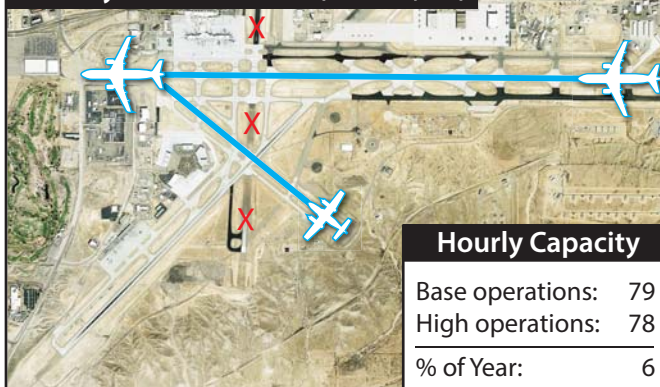 X
X
X
Hourly Capacity
Base operations: 79
High operations: 78
% of Year: 6